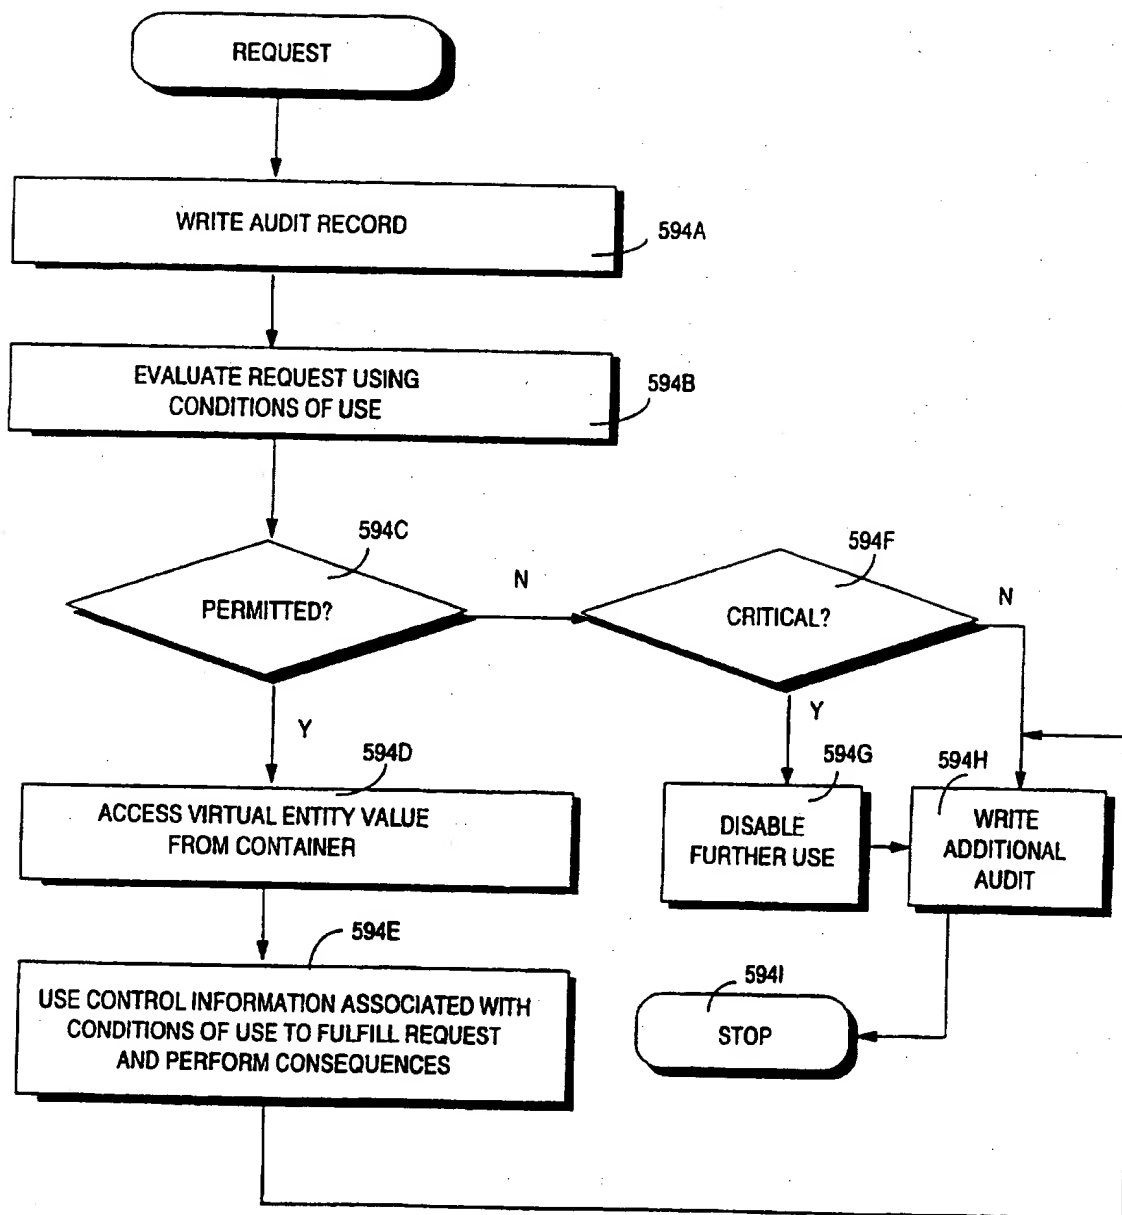 REQUEST
WRITE AUDIT RECORD
594A
EVALUATE REQUEST USING
CONDITIONS OF USE
594B
594C
PERMITTED?
N
594F
CRITICAL?
N
Y
Y
594D
ACCESS VIRTUAL ENTITY VALUE
FROM CONTAINER
594G
DISABLE
FURTHER USE
594H
WRITE
ADDITIONAL
AUDIT
594E
USE CONTROL INFORMATION ASSOCIATED WITH
CONDITIONS OF USE TO FULFILL REQUEST
AND PERFORM CONSEQUENCES
594I
STOP